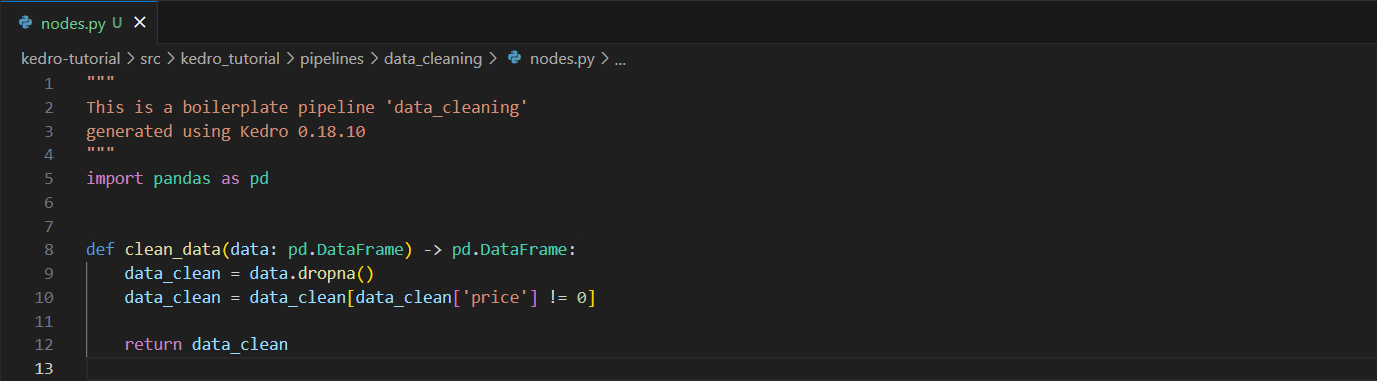 nodes.py U ×
kedro-tutorial > src > kedro_tutorial > pipelines > data_cleaning > nodes.py > ...
1 """
2 This is a boilerplate pipeline 'data_cleaning'
3 generated using Kedro 0.18.10
4 """
5 import pandas as pd
6
7
8 def clean_data(data: pd.DataFrame) -> pd.DataFrame:
9     data_clean = data.dropna()
10     data_clean = data_clean[data_clean['price'] != 0]
11
12     return data_clean
13